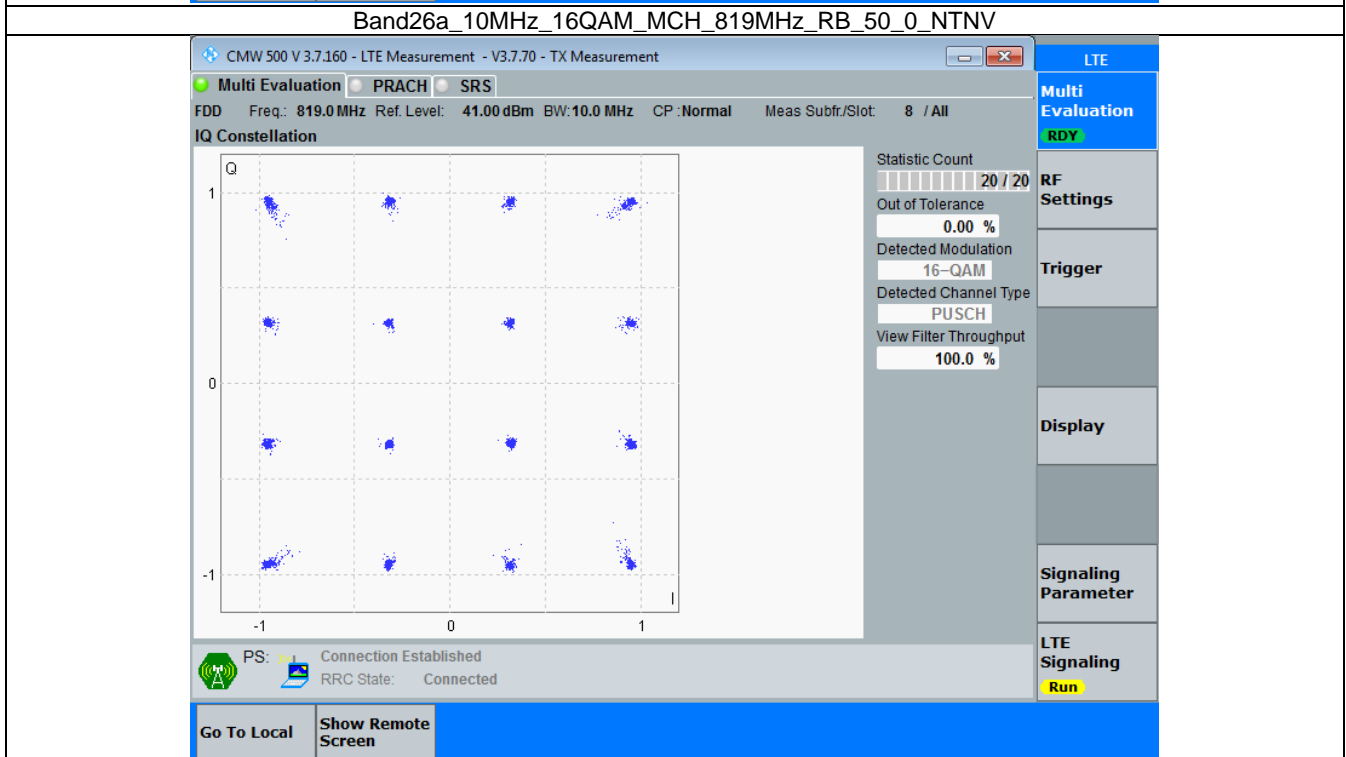 Band26a_10MHz_16QAM_MCH_819MHz_RB_50_0_NTNV
CMW 500 V 3.7.160 - LTE Measurement - V3.7.70 - TX Measurement
LTE
Multi Evaluation PRACH SRS
FDD Freq.: 819.0 MHz Ref. Level: 41.00 dBm BW: 10.0 MHz CP : Normal Meas Subfr./Slot: 8 / All
IQ Constellation
Q
1
0
-1
I
-1 0 1
Statistic Count
20 / 20
Out of Tolerance
0.00 %
Detected Modulation
16-QAM
Detected Channel Type
PUSCH
View Filter Throughput
100.0 %
Multi
Evaluation
RDY
RF
Settings
Trigger
Display
Signaling
Parameter
LTE
Signaling
Run
PS: Connection Established
RRC State: Connected
Go To Local
Show Remote
Screen